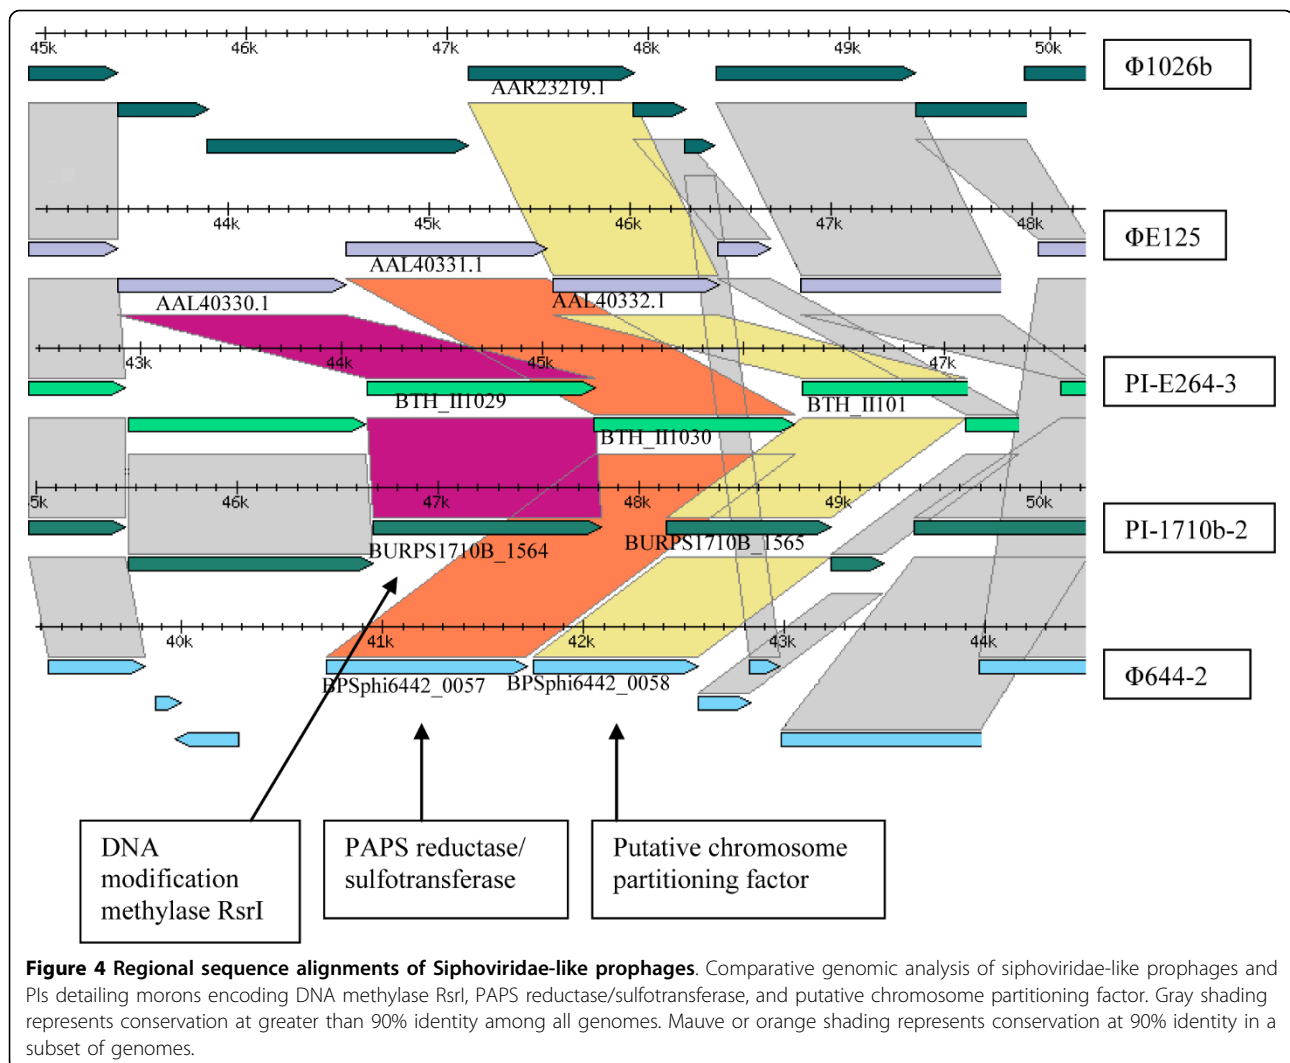 45k 46k 47k 48k 49k 50k
Φ1026b
AAR23219.1
44k 45k 46k 47k 48k
ΦE125
AAL40331.1
AAL40330.1 AAL40332.1
43k 44k 45k 47k
PI-E264-3
BTH_II1029 BTH_II101
BTH_II1030
5k 46k 47k 48k 49k 50k
PI-1710b-2
BURPS1710B_1564 BURPS1710B_1565
40k 41k 42k 43k 44k
Φ644-2
BPSphi6442_0057 BPSphi6442_0058
DNA
modification
methylase RsrI
PAPS reductase/
sulfotransferase
Putative chromosome
partitioning factor
Figure 4 Regional sequence alignments of Siphoviridae-like prophages. Comparative genomic analysis of siphoviridae-like prophages and
PIs detailing morons encoding DNA methylase RsrI, PAPS reductase/sulfotransferase, and putative chromosome partitioning factor. Gray shading
represents conservation at greater than 90% identity among all genomes. Mauve or orange shading represents conservation at 90% identity in a
subset of genomes.